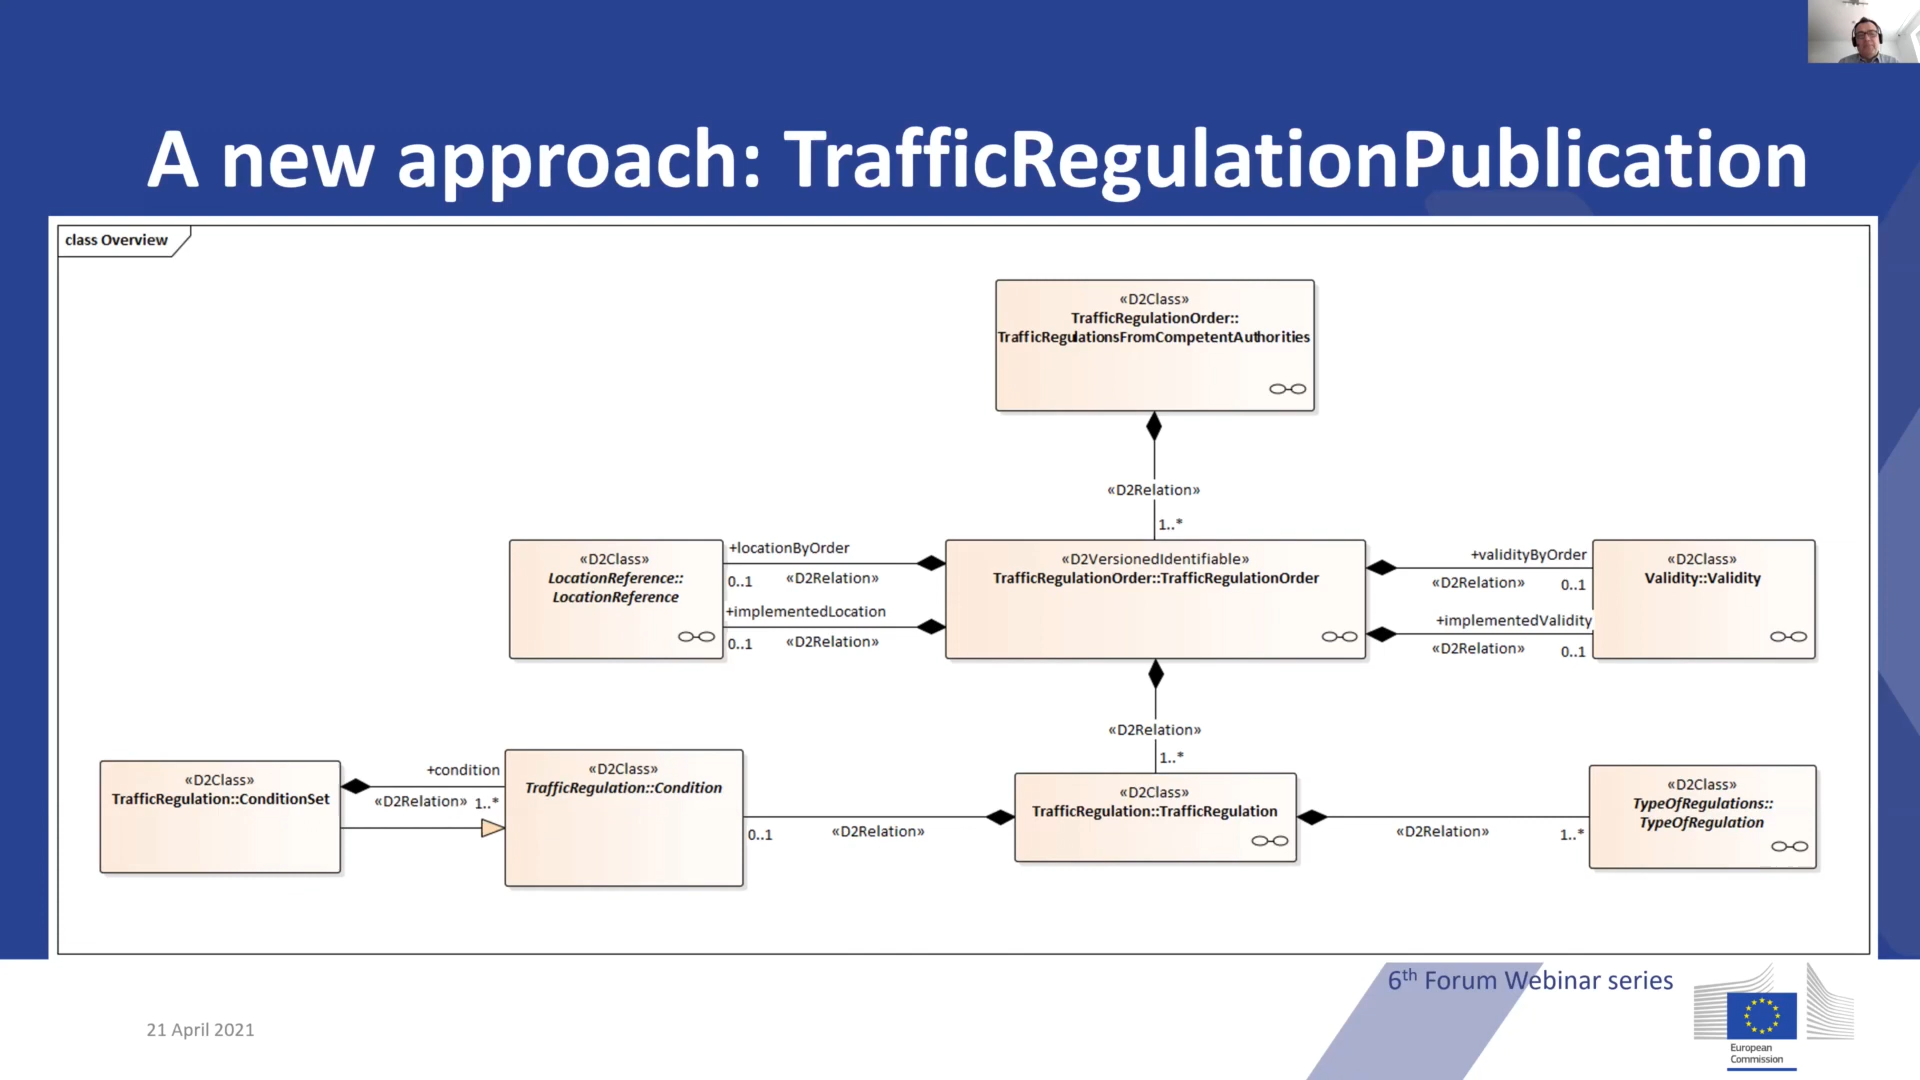 A new approach: TrafficRegulationPublication
class Overview
«D2Class»
TrafficRegulationOrder::
TrafficRegulationsFromCompetentAuthorities
«D2Relation»
1..*
«D2Class»
LocationReference::
LocationReference
+locationByOrder
0..1 «D2Relation»
+implementedLocation
0..1 «D2Relation»
«D2VersionedIdentifiable»
TrafficRegulationOrder::TrafficRegulationOrder
+validityByOrder
«D2Relation» 0..1
+implementedValidity
«D2Relation» 0..1
«D2Class»
Validity::Validity
«D2Relation»
1..*
«D2Class»
TrafficRegulation::ConditionSet
+condition
«D2Relation» 1..*
«D2Class»
TrafficRegulation::Condition
0..1 «D2Relation»
«D2Class»
TrafficRegulation::TrafficRegulation
«D2Relation» 1..*
«D2Class»
TypeOfRegulations::
TypeOfRegulation
6th Forum Webinar series
21 April 2021
European
Commission